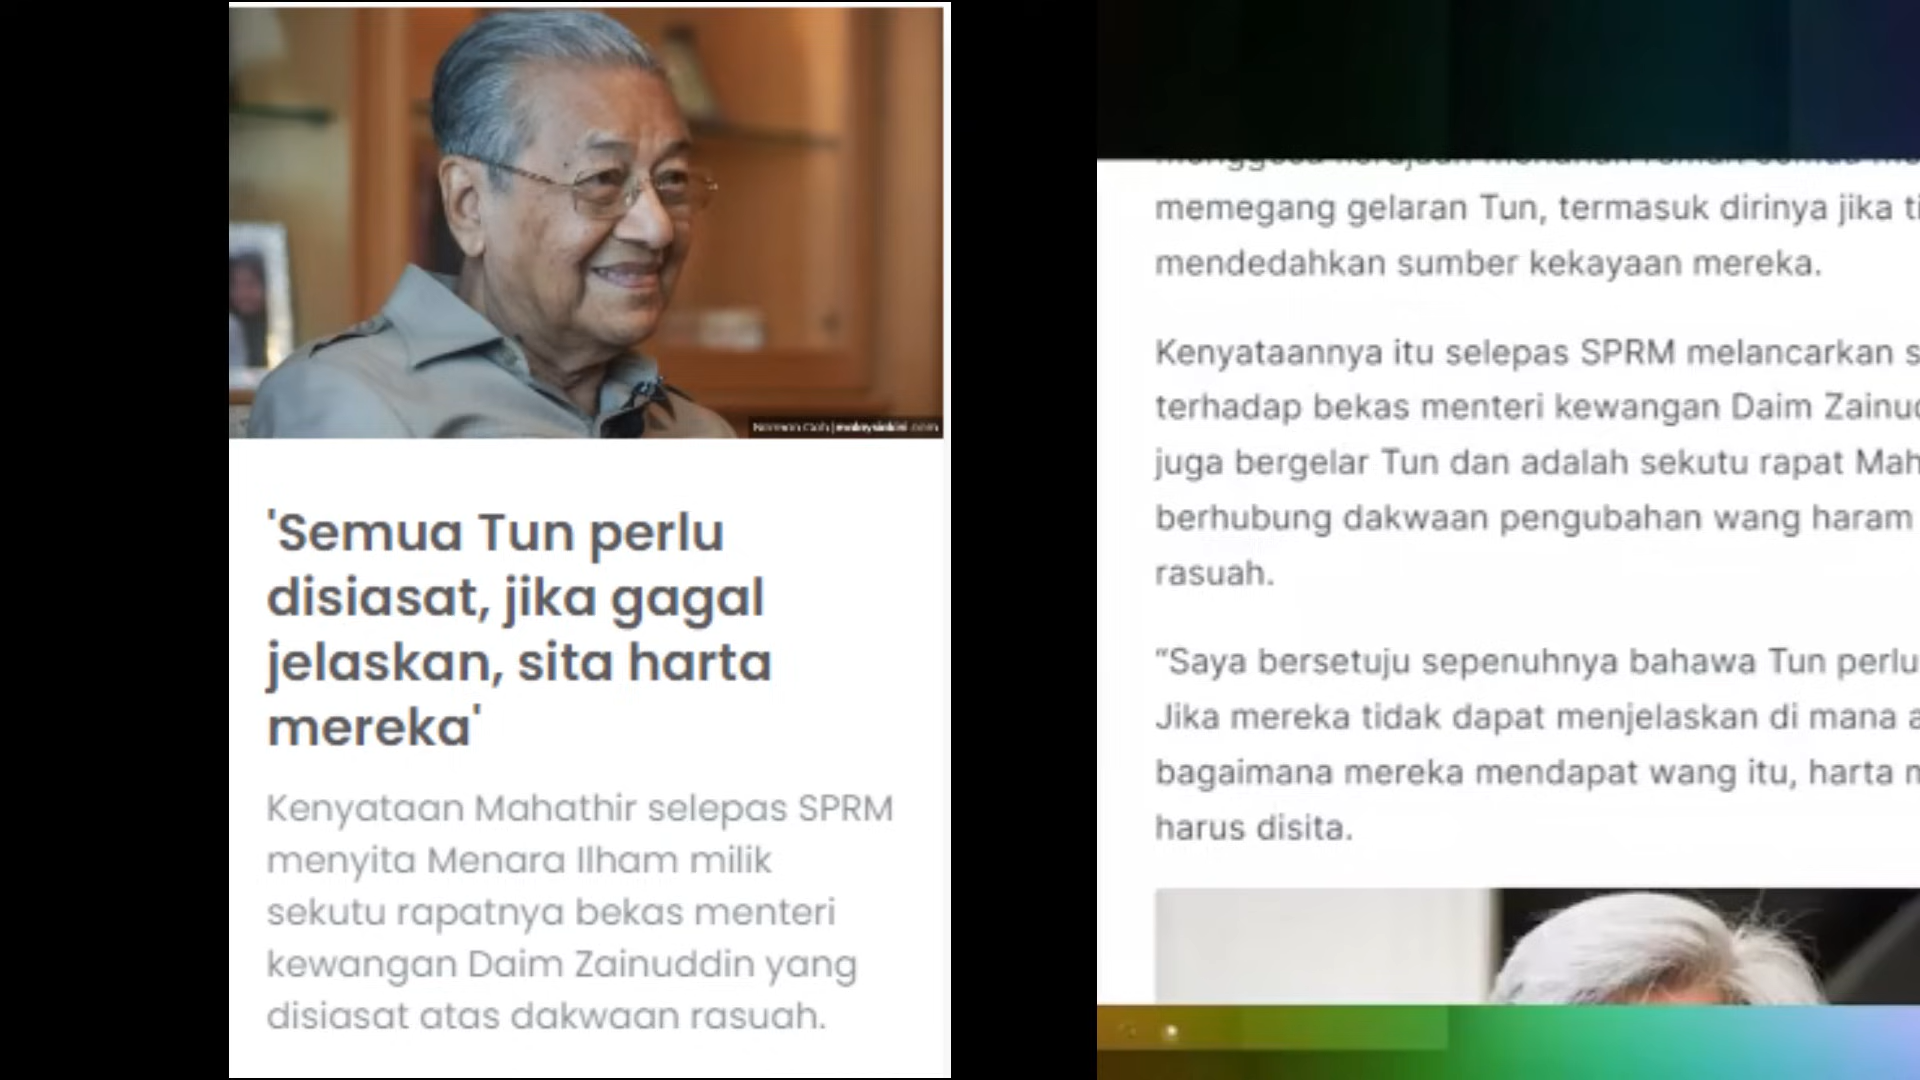 malaysiakini.com
'Semua Tun perlu
disiasat, jika gagal
jelaskan, sita harta
mereka'
Kenyataan Mahathir selepas SPRM
menyita Menara Ilham milik
sekutu rapatnya bekas menteri
kewangan Daim Zainuddin yang
disiasat atas dakwaan rasuah.
memegang gelaran Tun, termasuk dirinya jika
mendedahkan sumber kekayaan mereka.
Kenyataannya itu selepas SPRM melancarkan
terhadap bekas menteri kewangan Daim
juga bergelar Tun dan adalah sekutu rapat
berhubung dakwaan pengubahan wang haram
rasuah.
“Saya bersetuju sepenuhnya bahawa Tun perlu
Jika mereka tidak dapat menjelaskan di mana
bagaimana mereka mendapat wang itu, harta
harus disita.